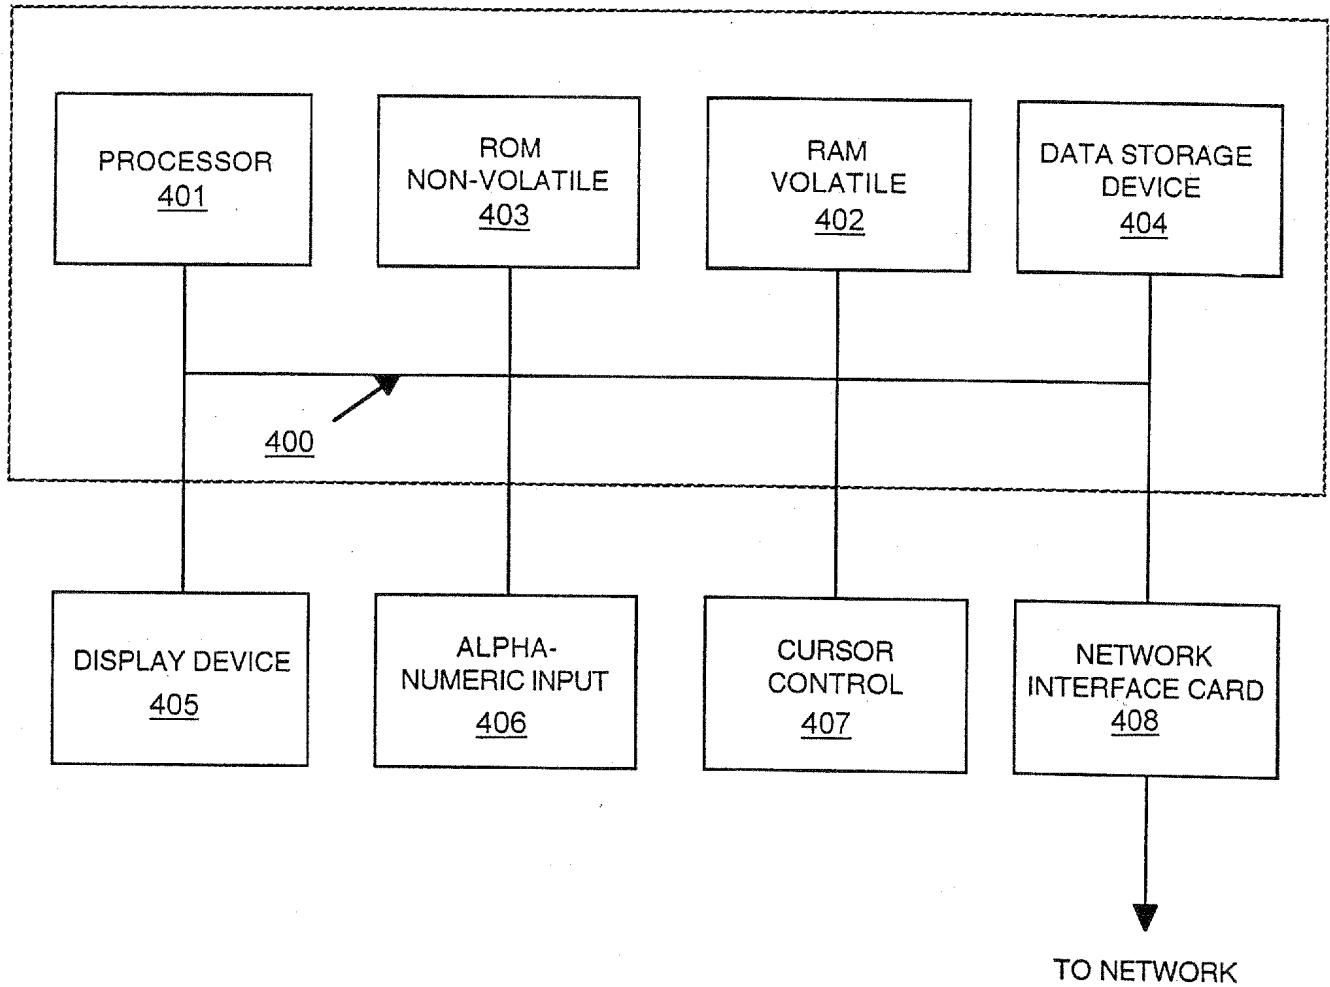 PROCESSOR
401
ROM
NON-VOLATILE
403
RAM
VOLATILE
402
DATA STORAGE
DEVICE
404
400
DISPLAY DEVICE
405
ALPHA-
NUMERIC INPUT
406
CURSOR
CONTROL
407
NETWORK
INTERFACE CARD
408
TO NETWORK